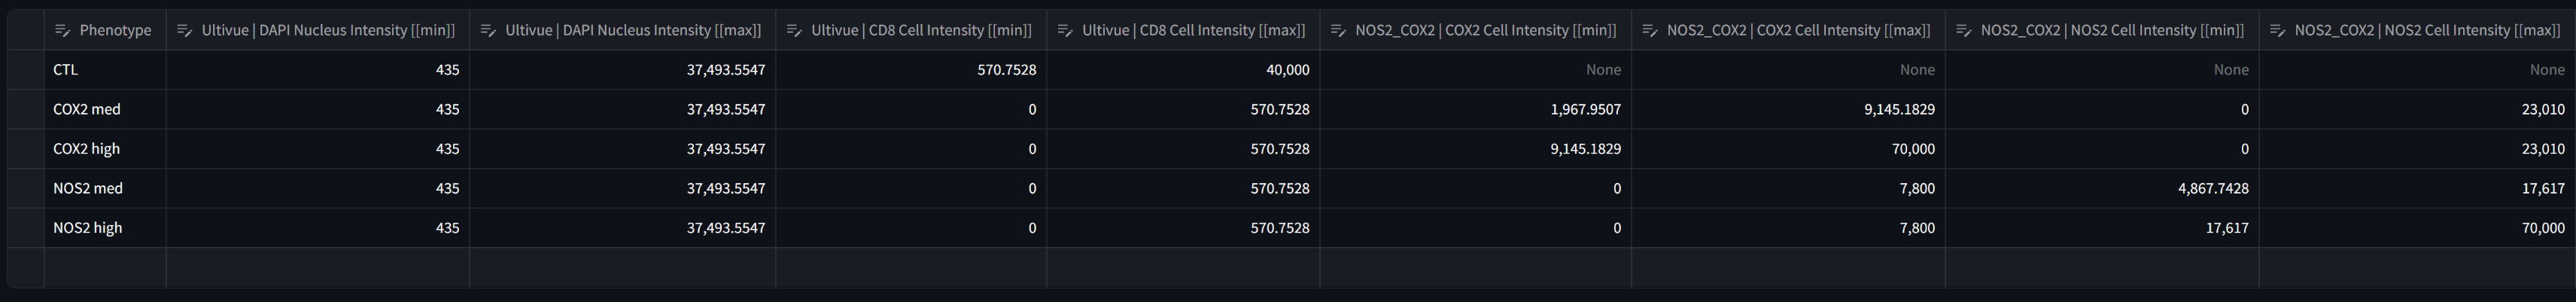 Phenotype Ultivue | DAPI Nucleus Intensity [[min]] Ultivue | DAPI Nucleus Intensity [[max]] Ultivue | CD8 Cell Intensity [[min]] Ultivue | CD8 Cell Intensity [[max]] NOS2_COX2 | COX2 Cell Intensity [[min]] NOS2_COX2 | COX2 Cell Intensity [[max]] NOS2_COX2 | NOS2 Cell Intensity [[min]] NOS2_COX2 | NOS2 Cell Intensity [[max]]
CTL 435 37,493.5547 570.7528 40,000 None None None None
COX2 med 435 37,493.5547 0 570.7528 1,967.9507 9,145.1829 0 23,010
COX2 high 435 37,493.5547 0 570.7528 9,145.1829 70,000 0 23,010
NOS2 med 435 37,493.5547 0 570.7528 0 7,800 4,867.7428 17,617
NOS2 high 435 37,493.5547 0 570.7528 0 7,800 17,617 70,000